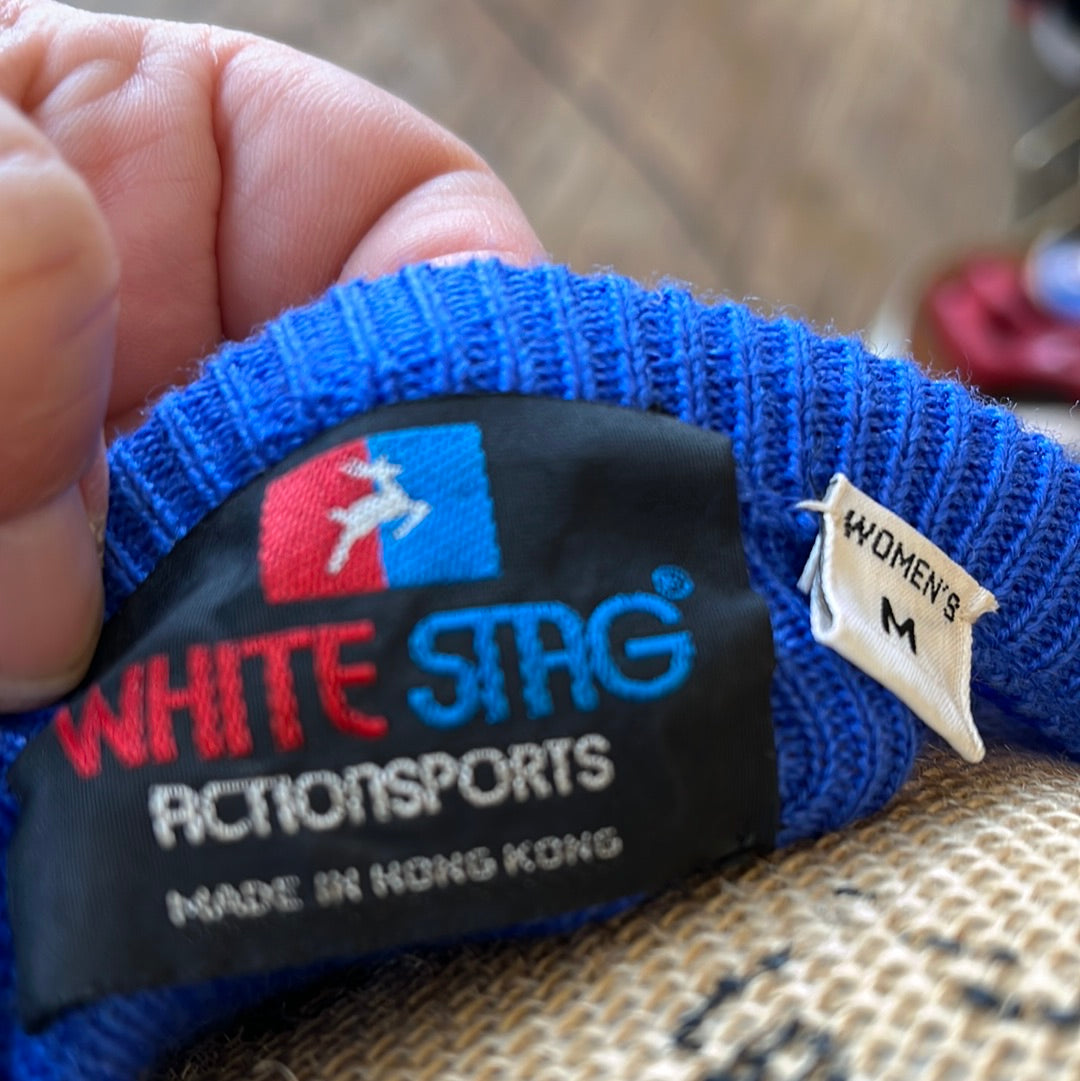 WHITE STAG®
ACTIONSPORTS
MADE IN HONG KONG
WOMEN'S
M